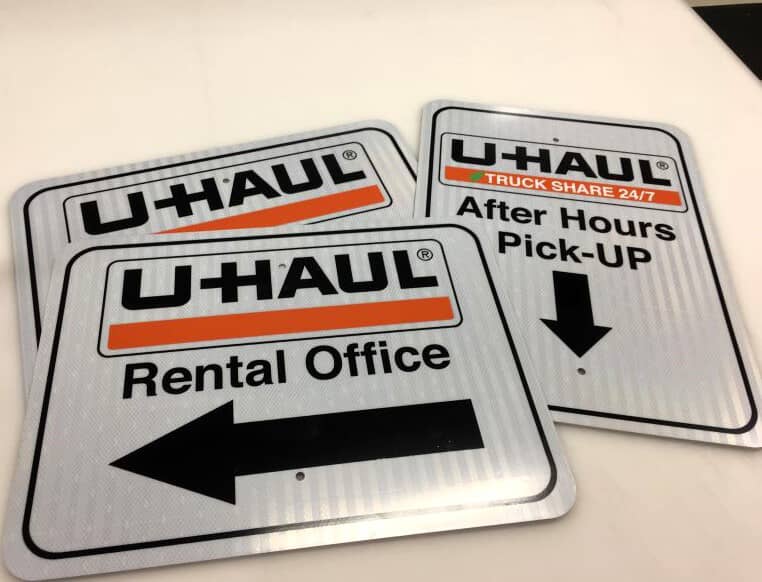 U-HAUL®
U-HAUL®
Rental Office
U-HAUL®
TRUCK SHARE 24/7
After Hours
Pick-UP